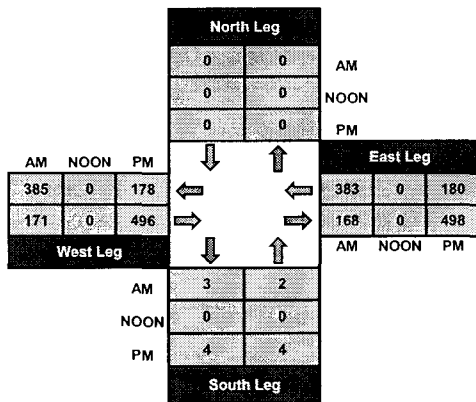 North Leg
0 0 AM
0 0 NOON
0 0 PM
AM NOON PM East Leg
385 0 178 383 0 180
171 0 496 168 0 498
West Leg AM NOON PM
AM 3 2
NOON 0 0
PM 4 4
South Leg